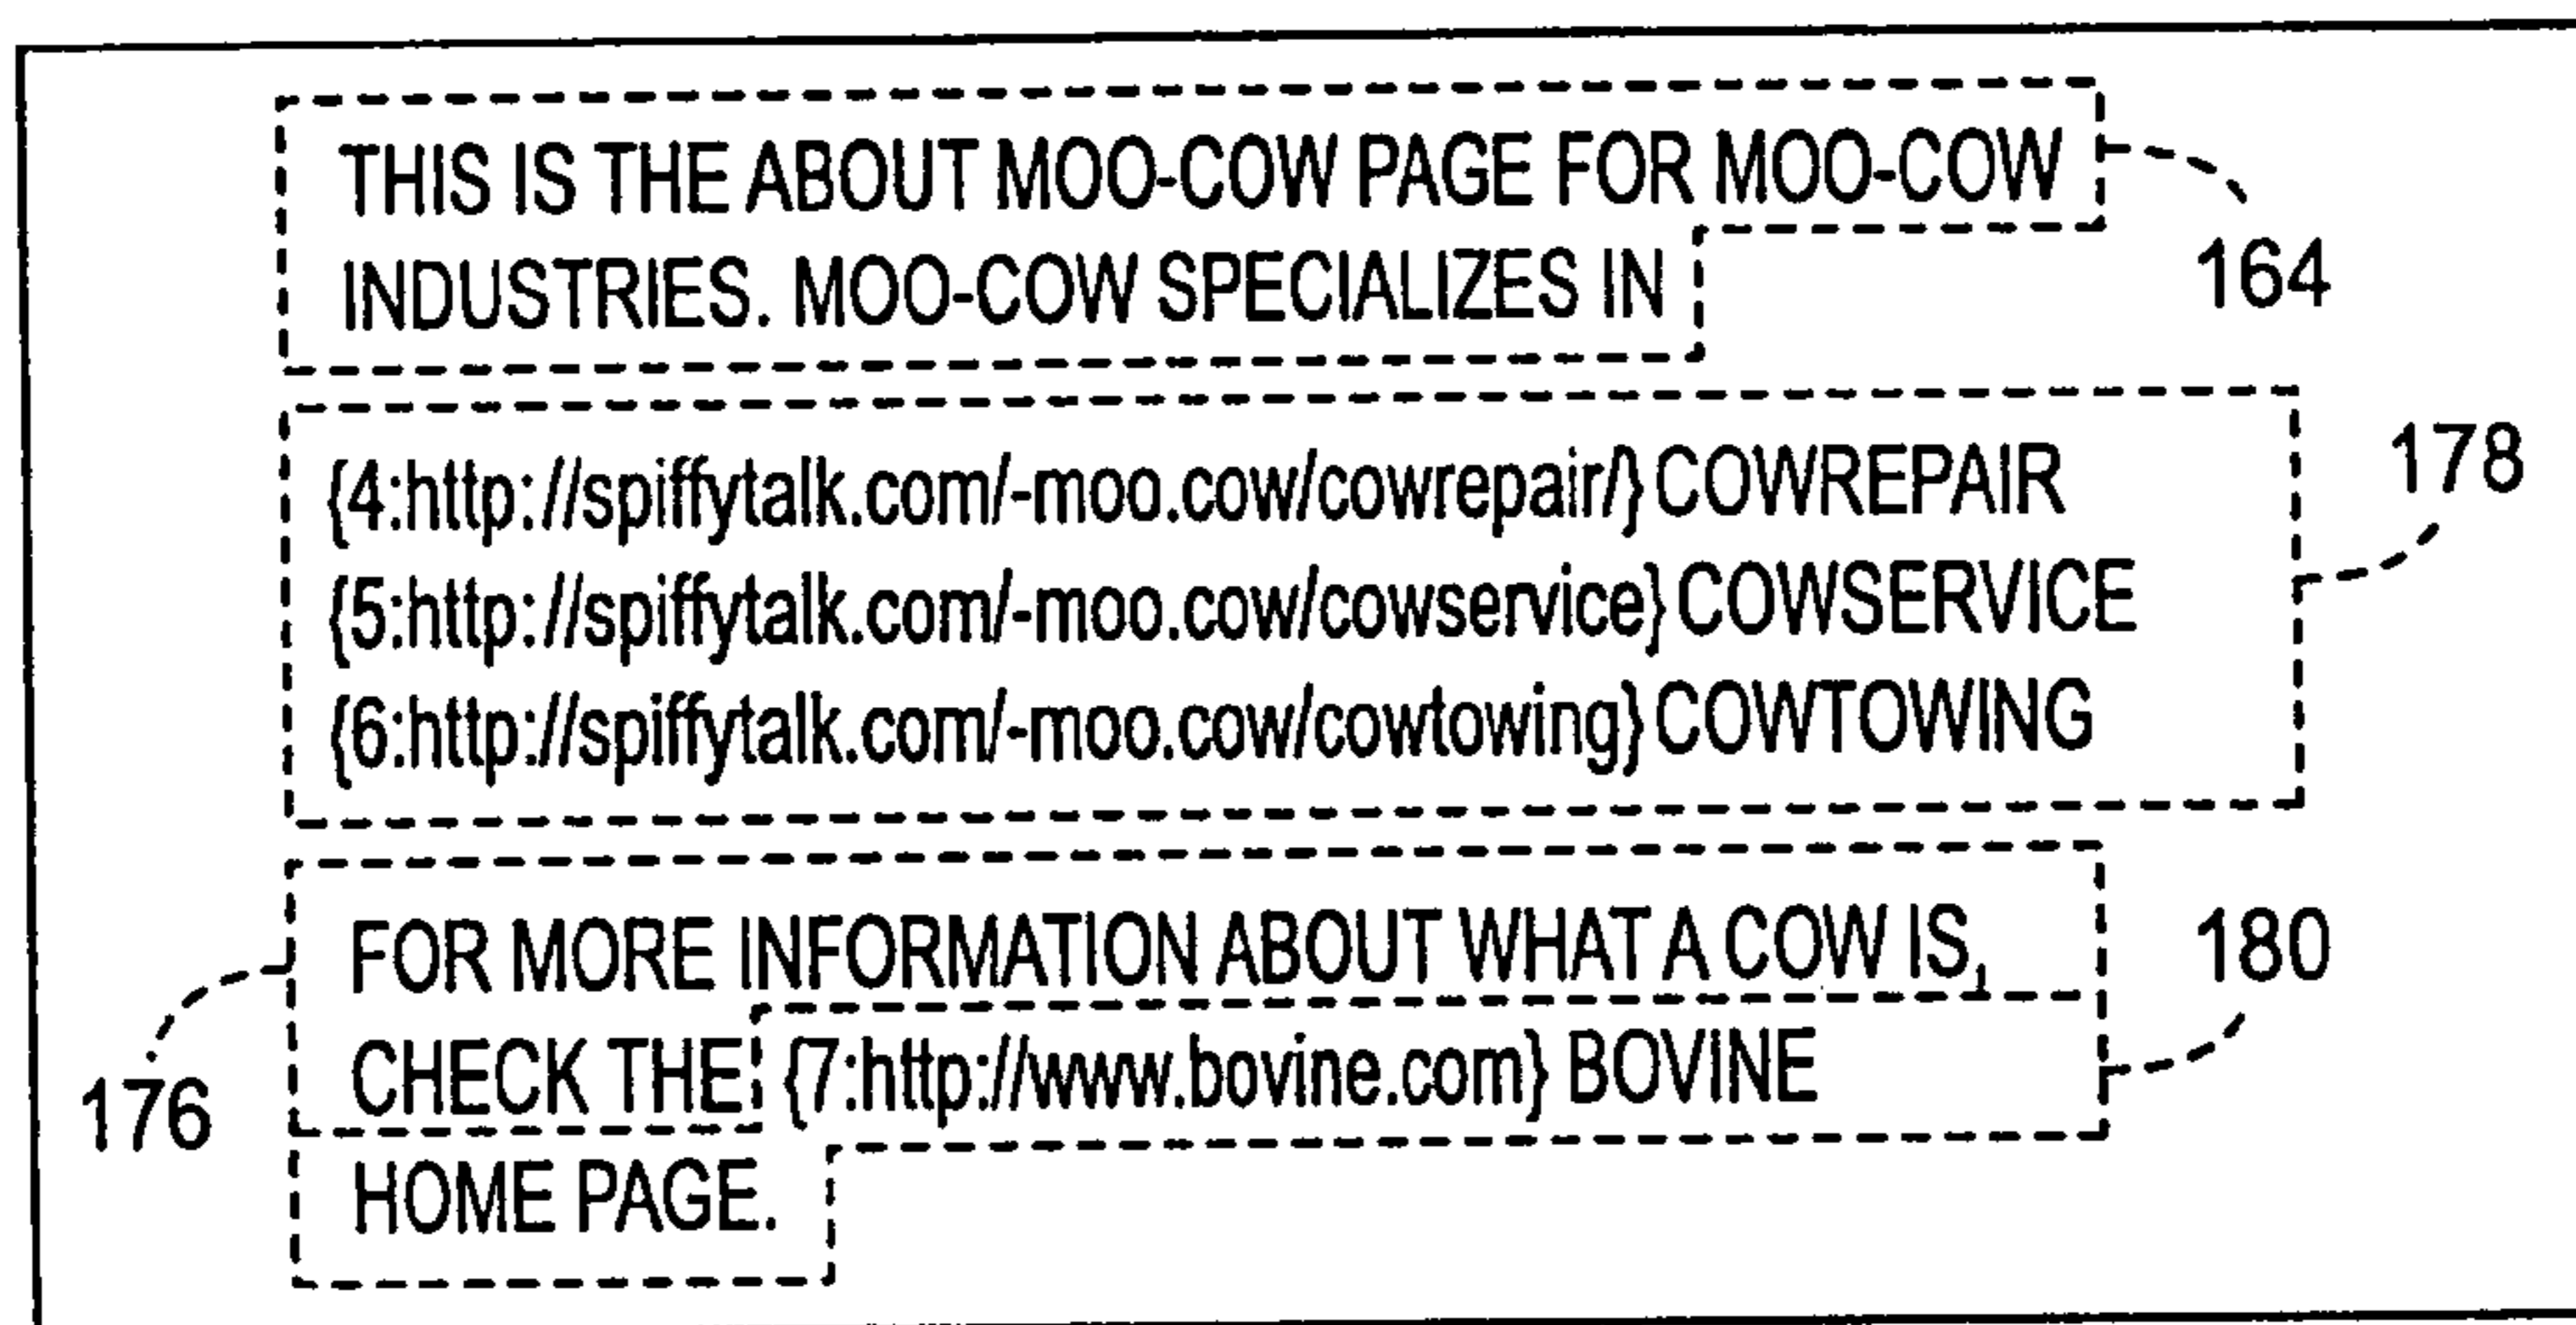 THIS IS THE ABOUT MOO-COW PAGE FOR MOO-COW
INDUSTRIES. MOO-COW SPECIALIZES IN
164
{4:http://spiffytalk.com/-moo.cow/cowrepair/} COWREPAIR
178
{5:http://spiffytalk.com/-moo.cow/cowservice} COWSERVICE
{6:http://spiffytalk.com/-moo.cow/cowtowing} COWTOWING
FOR MORE INFORMATION ABOUT WHAT A COW IS,
180
CHECK THE {7:http://www.bovine.com} BOVINE
176
HOME PAGE.